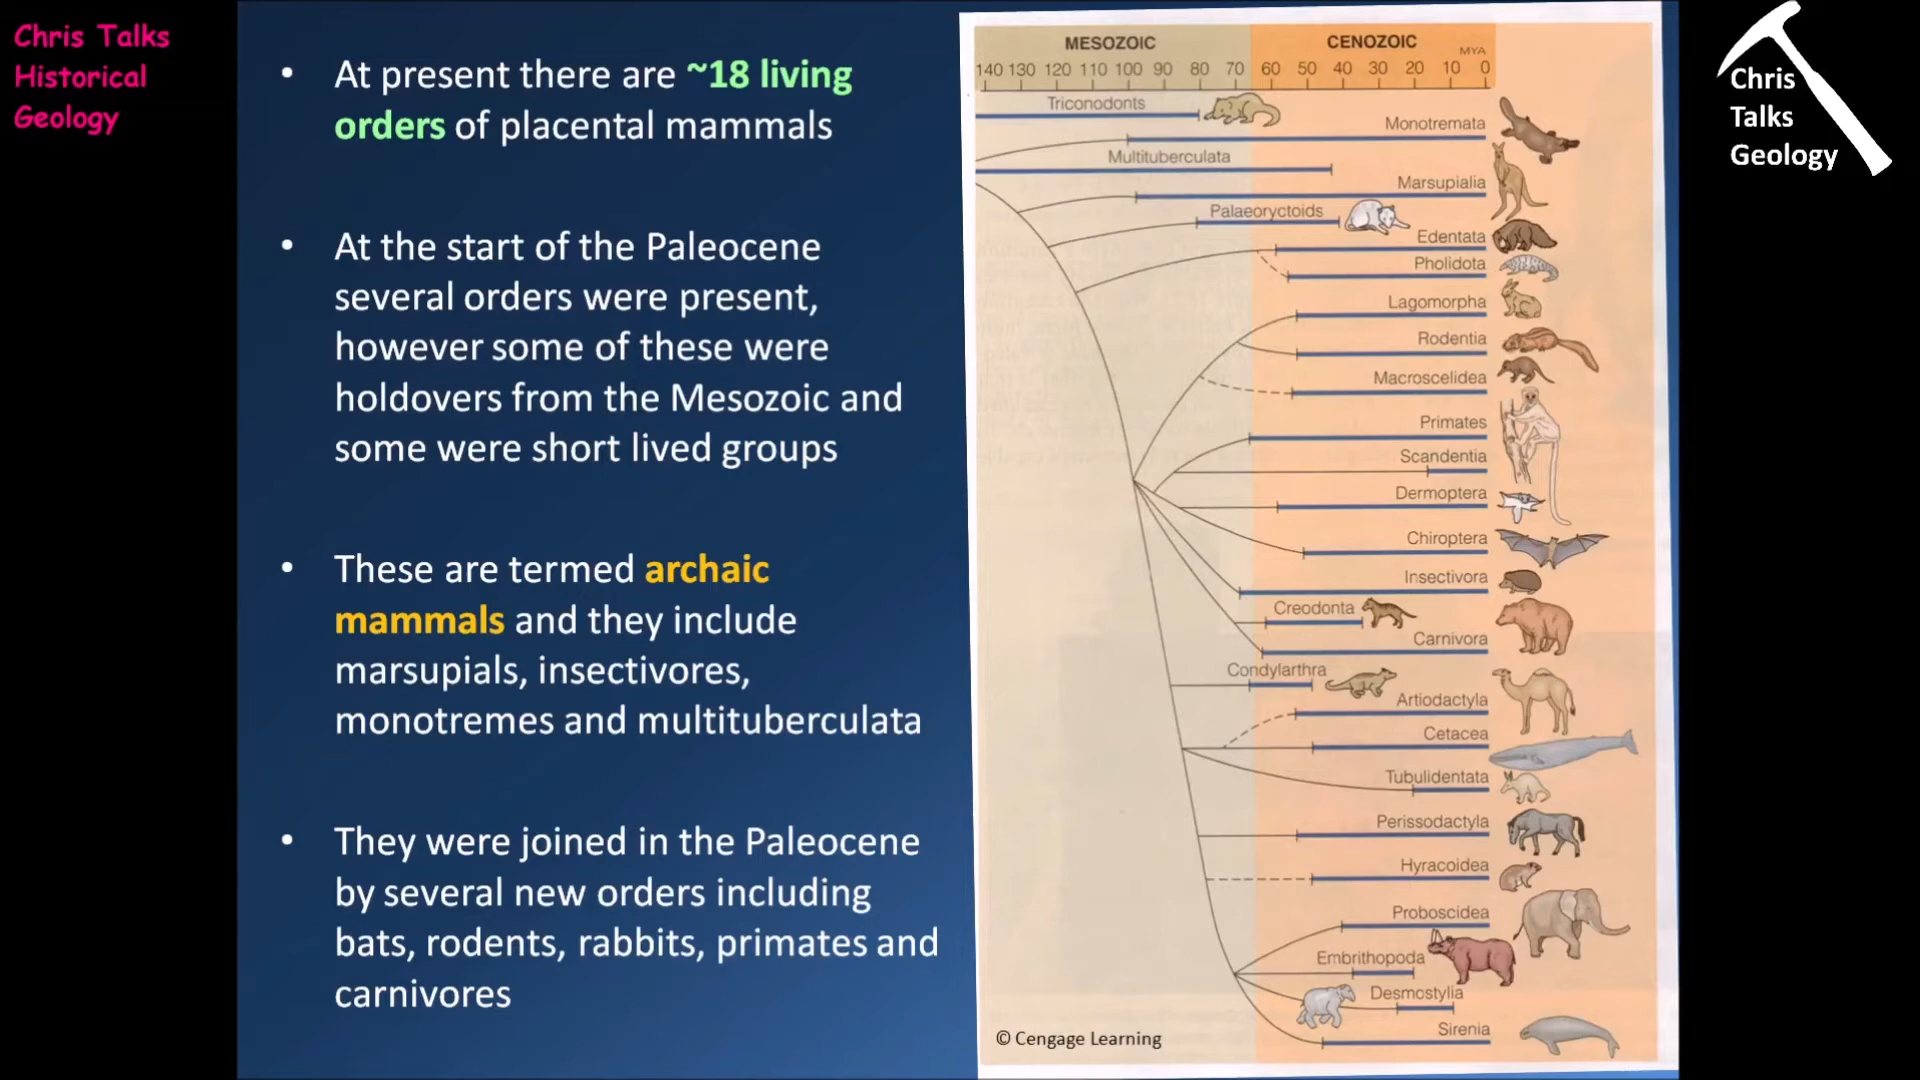 Chris Talks
Historical
Geology
• At present there are ~18 living
orders of placental mammals
• At the start of the Paleocene
several orders were present,
however some of these were
holdovers from the Mesozoic and
some were short lived groups
• These are termed archaic
mammals and they include
marsupials, insectivores,
monotremes and multituberculata
• They were joined in the Paleocene
by several new orders including
bats, rodents, rabbits, primates and
carnivores
MESOZOIC CENOZOIC MYA
140 130 120 110 100 90 80 70 60 50 40 30 20 10 0
Triconodonts
Monotremata
Multituberculata
Marsupialia
Palaeoryctoids
Edentata
Pholidota
Lagomorpha
Rodentia
Macroscelidea
Primates
Scandentia
Dermoptera
Chiroptera
Insectivora
Creodonta
Carnivora
Condylarthra
Artiodactyla
Cetacea
Tubulidentata
Perissodactyla
Hyracoidea
Proboscidea
Embrithopoda
Desmostylia
Sirenia
© Cengage Learning
Chris
Talks
Geology